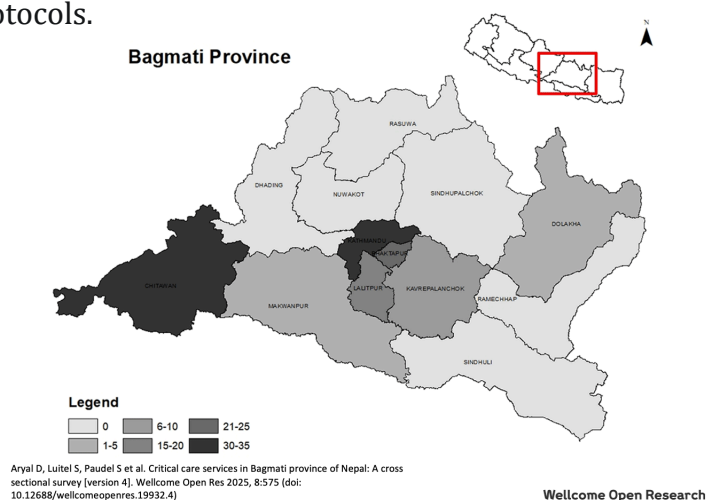 otocols.
Bagmati Province
N
RASUWA
DHADING
NUWAKOT
SINDHUPALCHOK
DOLAKHA
KATHMANDU
BHAKTAPUR
CHITAWAN
LALITPUR
KAVREPALANCHOK
RAMECHHAP
MAKWANPUR
SINDHULI
Legend
0 6-10 21-25
1-5 15-20 30-35
Aryal D, Luitel S, Paudel S et al. Critical care services in Bagmati province of Nepal: A cross
sectional survey [version 4]. Wellcome Open Res 2025, 8:575 (doi:
10.12688/wellcomeopenres.19932.4)
Wellcome Open Research